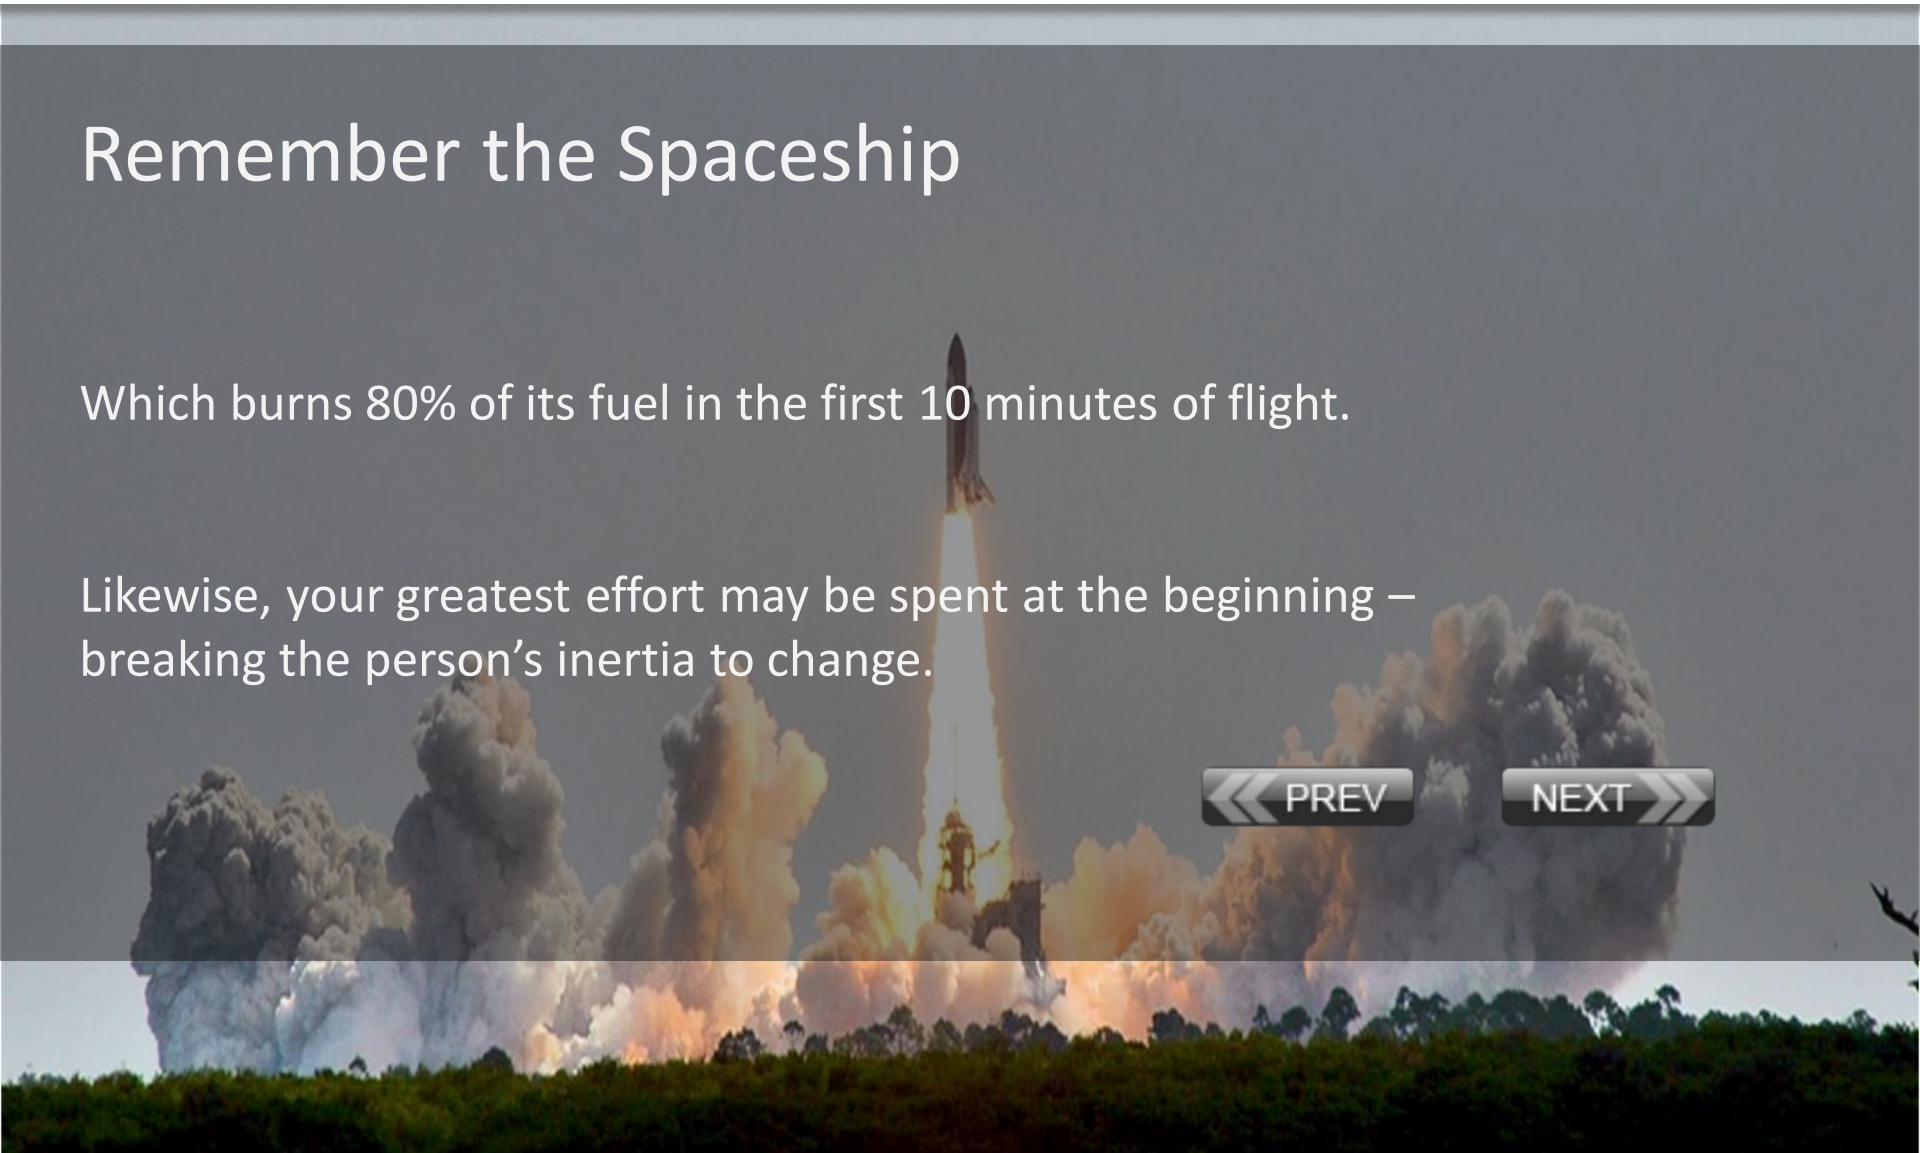 Remember the Spaceship
Which burns 80% of its fuel in the first 10 minutes of flight.
Likewise, your greatest effort may be spent at the beginning –
breaking the person’s inertia to change.
PREV
NEXT